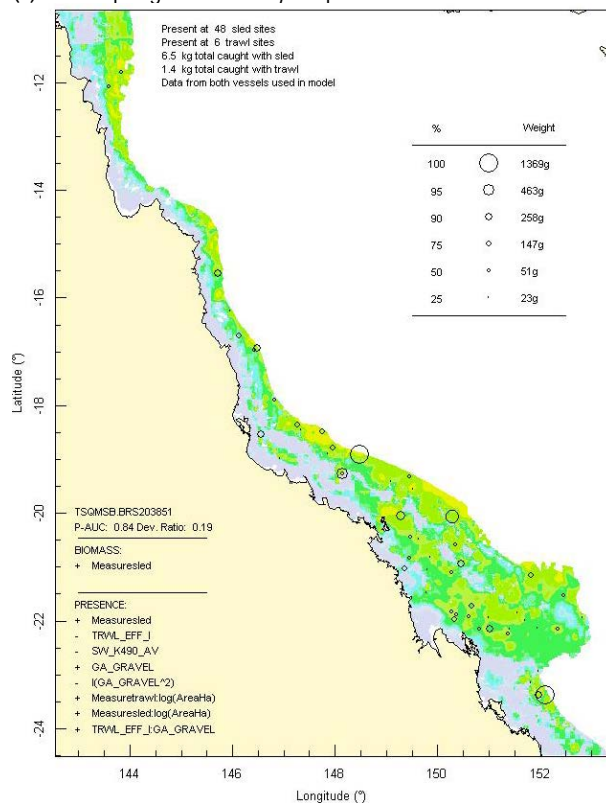 Present at 48 sled sites
Present at 6 trawl sites
6.5 kg total caught with sled
1.4 kg total caught with trawl
Data from both vessels used in model
% Weight
100 1369g
95 463g
90 258g
75 147g
50 51g
25 23g
-12
-14
-16
-18
-20
-22
-24
Latitude (°)
TSQMSB.BRS203851
P-AUC: 0.84 Dev. Ratio: 0.19
BIOMASS:
+ Measuresled
PRESENCE:
+ Measuresled
- TRWL_EFF_I
- SW_K490_AV
+ GA_GRAVEL
- I(GA_GRAVEL^2)
+ Measuretrawl:log(AreaHa)
+ Measuresled:log(AreaHa)
+ TRWL_EFF_I:GA_GRAVEL
144 146 148 150 152
Longitude (°)